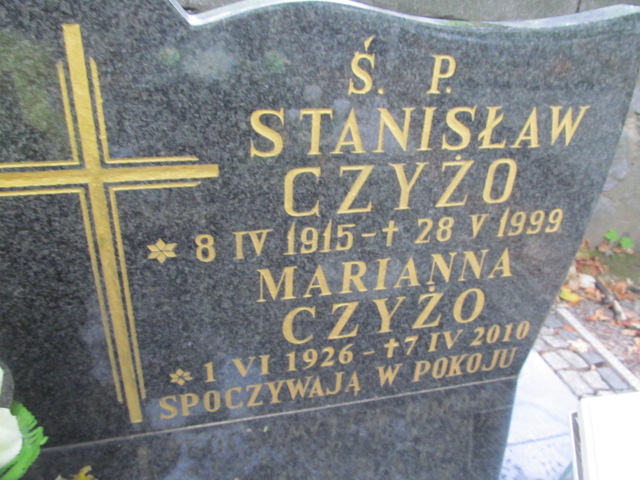 Ś. P.
STANISŁAW
CZYŻO
* 8 IV 1915 - † 28 V 1999
MARIANNA
CZYŻO
* 1 VI 1926 - † 7 IV 2010
SPOCZYWAJĄ W POKOJU